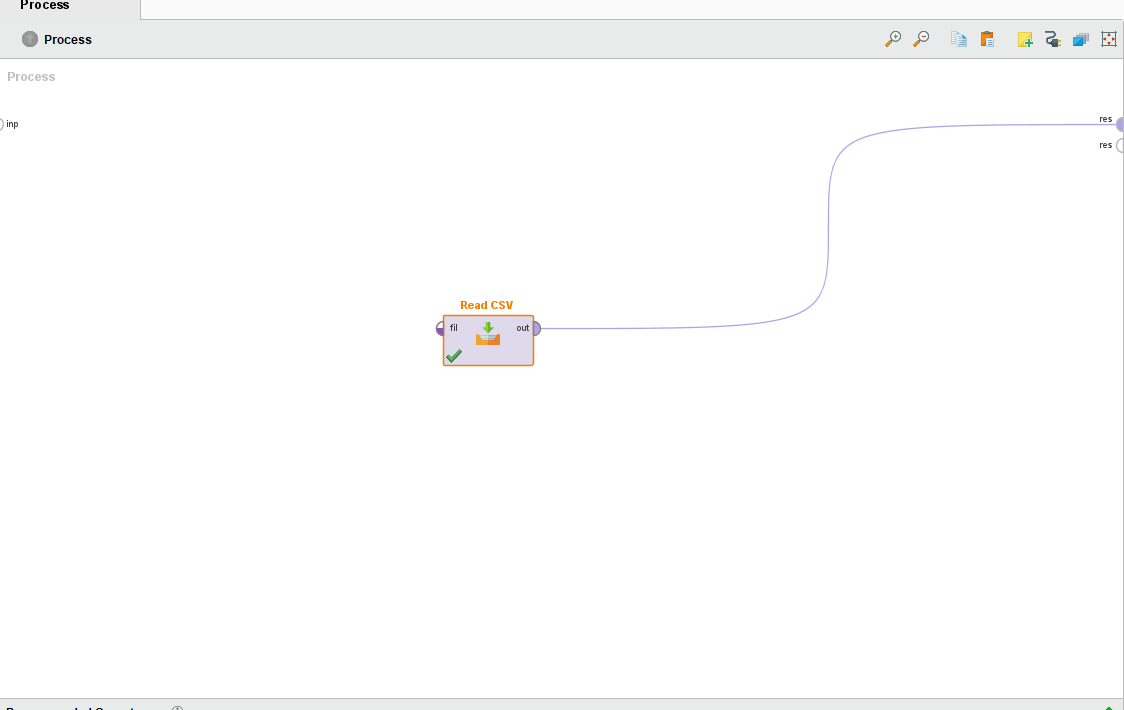 Process
Process
Process
inp
res
res
Read CSV
fil
out